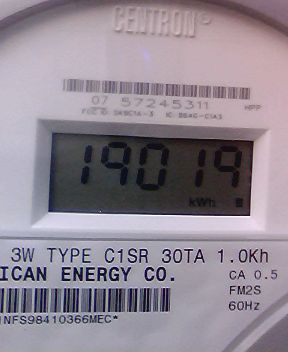 CENTRON®
07 57245311 HPP
19019
kWh
3W TYPE C1SR 30TA 1.0Kh
ICAN ENERGY CO. CA 0.5
FM2S
60Hz
NFS98410366MEC*